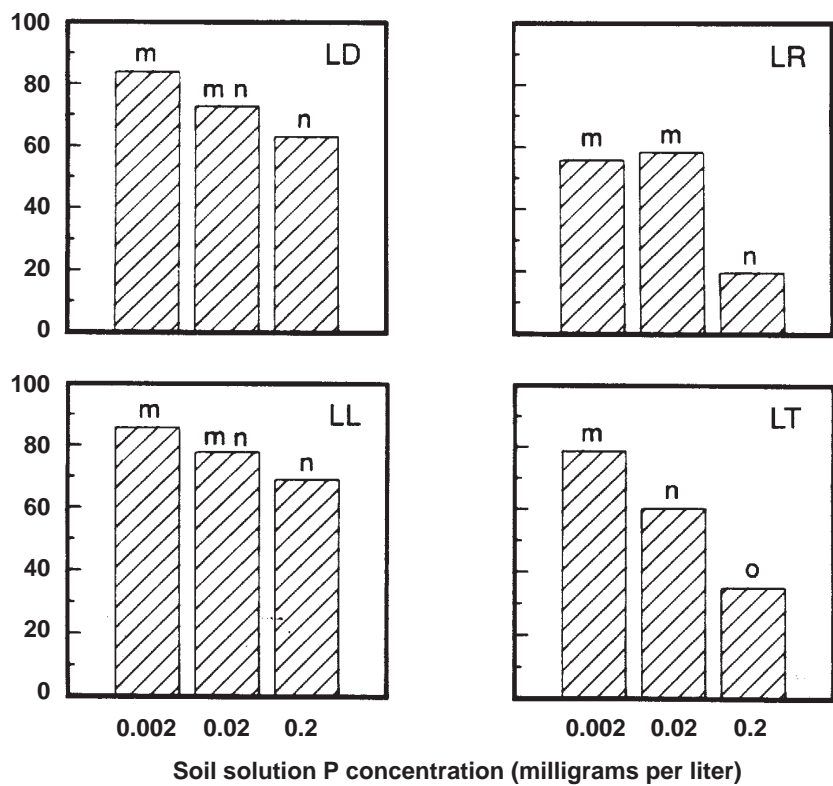 100
80
60
40
20
0
m
m n
n
LD
m
m
n
LR
100
80
60
40
20
0
m
m n
n
LL
m
n
o
LT
0.002 0.02 0.2
0.002 0.02 0.2
Soil solution P concentration (milligrams per liter)